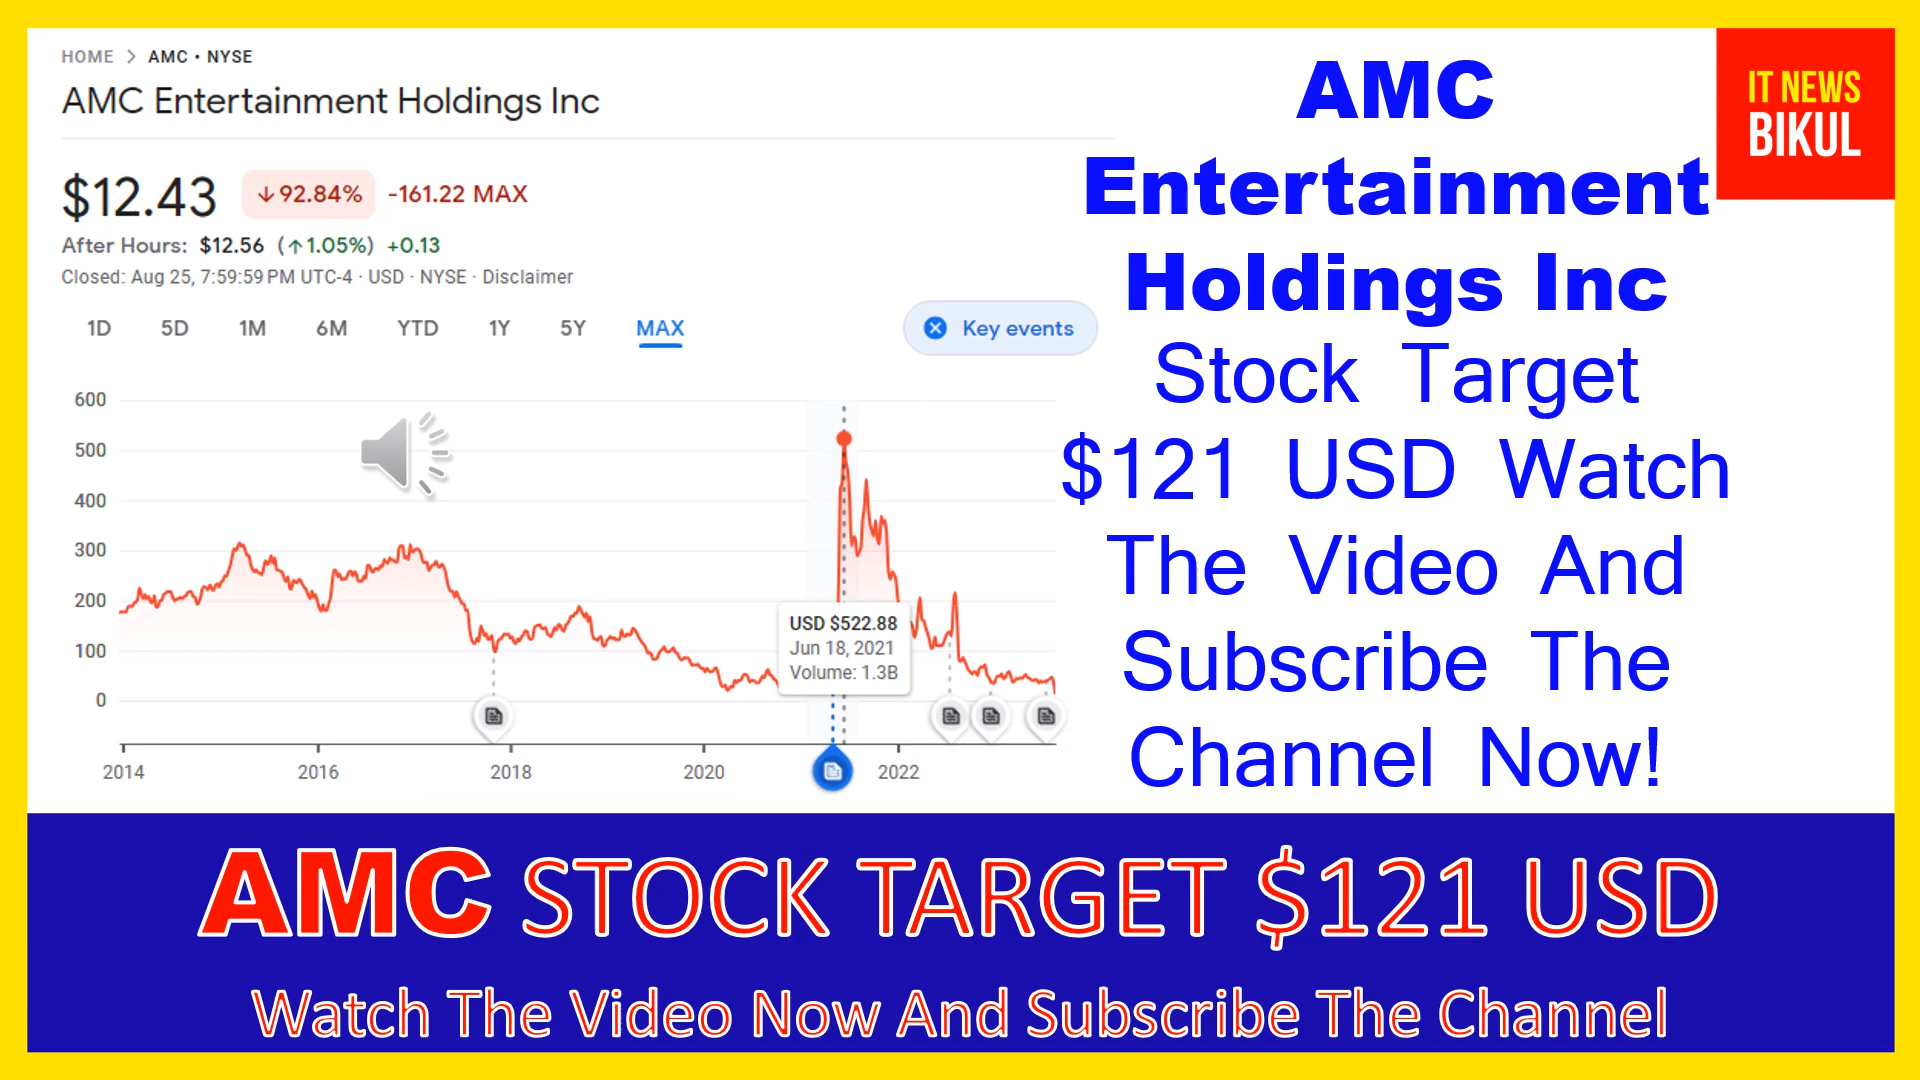 HOME > AMC • NYSE
AMC Entertainment Holdings Inc
$12.43 ↓92.84% -161.22 MAX
After Hours: $12.56 (↑1.05%) +0.13
Closed: Aug 25, 7:59:59 PM UTC-4 · USD · NYSE · Disclaimer
1D 5D 1M 6M YTD 1Y 5Y MAX
Key events
600
500
400
300
200
100
0
USD $522.88
Jun 18, 2021
Volume: 1.3B
2014 2016 2018 2020 2022
AMC
Entertainment
Holdings Inc
Stock Target
$121 USD Watch
The Video And
Subscribe The
Channel Now!
IT NEWS
BIKUL
AMC STOCK TARGET $121 USD
Watch The Video Now And Subscribe The Channel